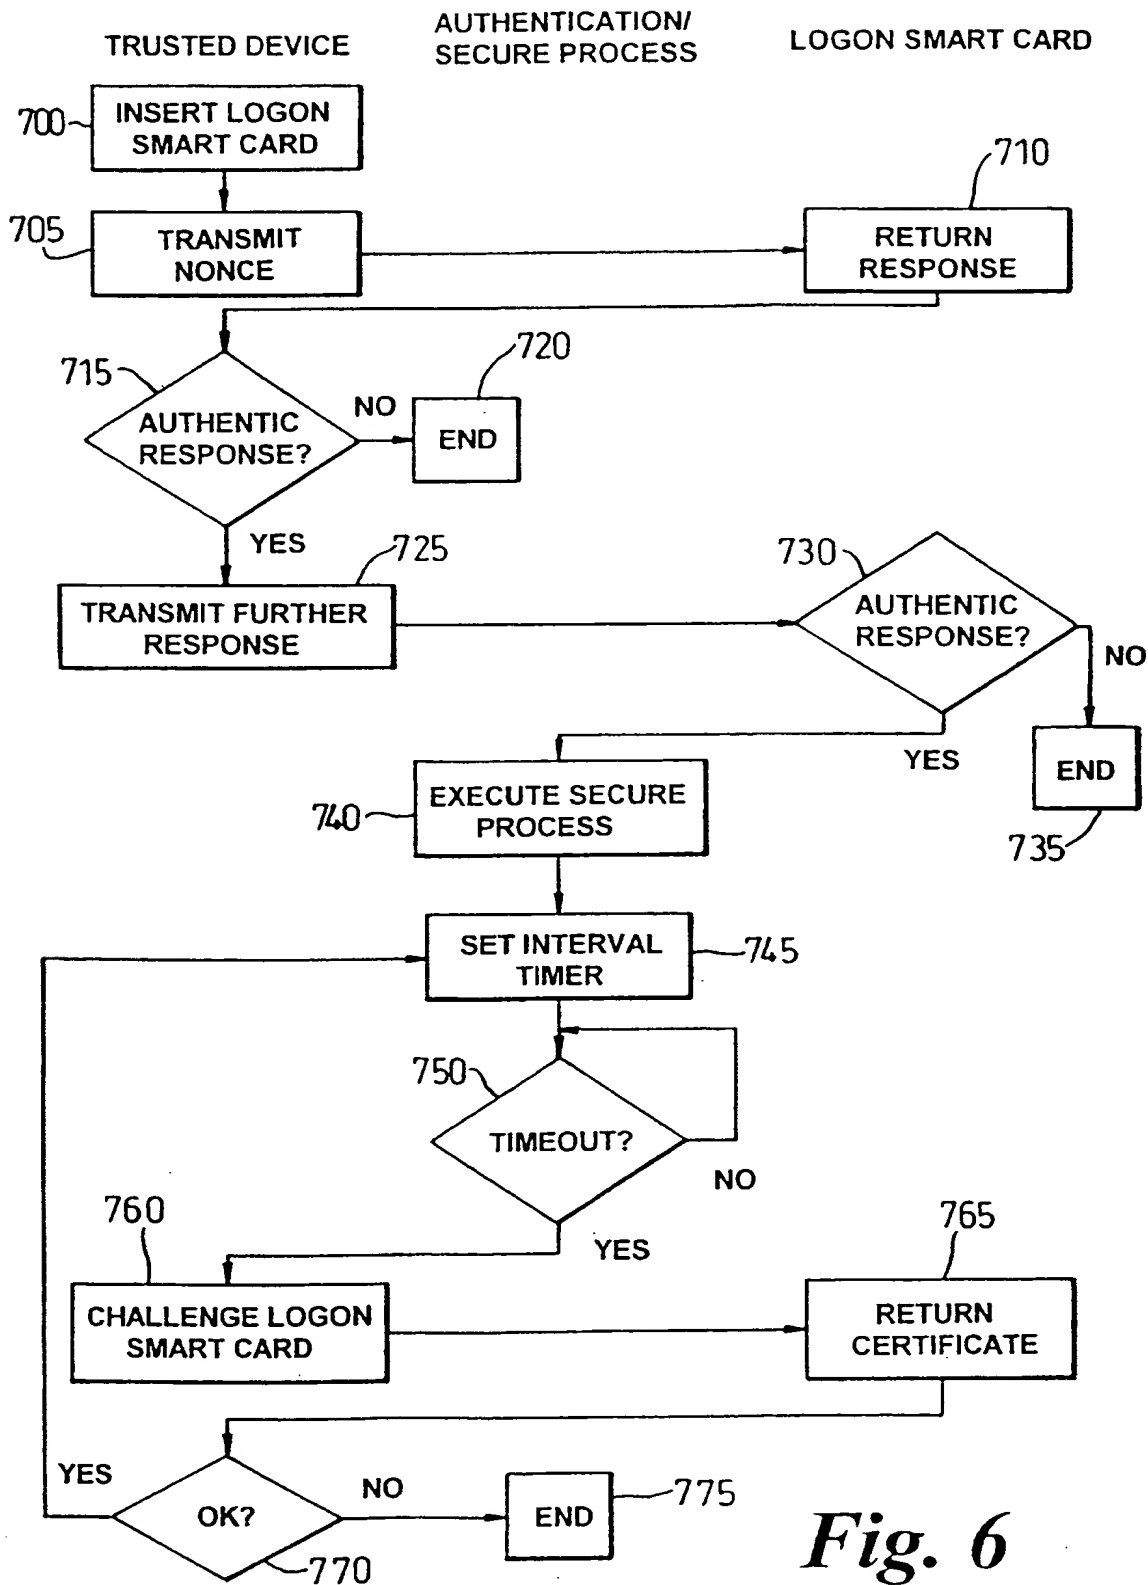 TRUSTED DEVICE
AUTHENTICATION/
SECURE PROCESS
LOGON SMART CARD
700
INSERT LOGON
SMART CARD
705
TRANSMIT
NONCE
710
RETURN
RESPONSE
715
AUTHENTIC
RESPONSE?
NO
720
END
YES
725
TRANSMIT FURTHER
RESPONSE
730
AUTHENTIC
RESPONSE?
NO
END
735
YES
740
EXECUTE SECURE
PROCESS
SET INTERVAL
TIMER
745
750
TIMEOUT?
NO
YES
760
CHALLENGE LOGON
SMART CARD
765
RETURN
CERTIFICATE
YES
OK?
770
NO
END
775
Fig. 6